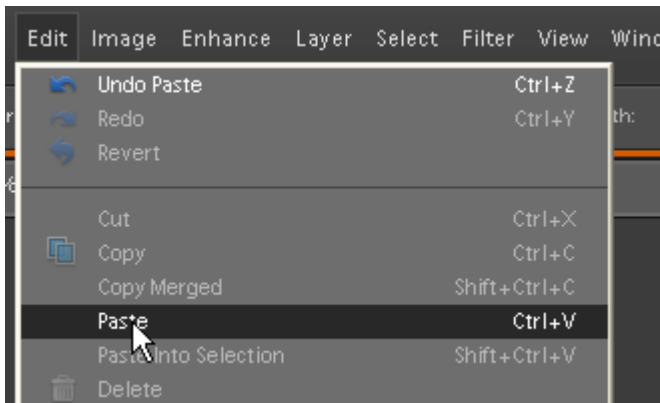 Edit Image Enhance Layer Select Filter View
Undo Paste Ctrl+Z
Redo Ctrl+Y
th:
Revert
Cut Ctrl+X
Copy Ctrl+C
Copy Merged Shift+Ctrl+C
Paste Ctrl+V
Paste Into Selection Shift+Ctrl+V
Delete